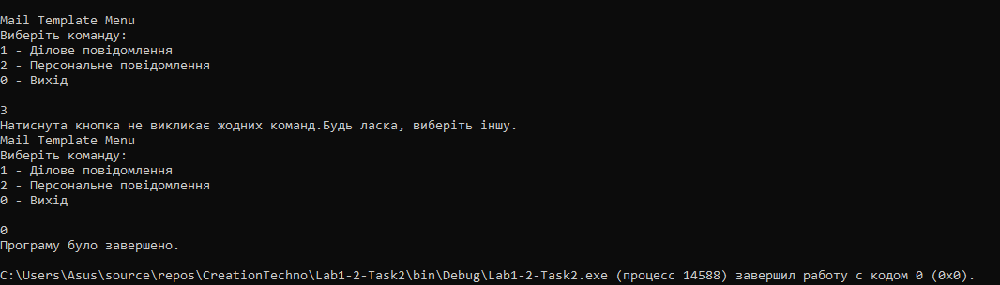 Mail Template Menu
Виберіть команду:
1 - Ділове повідомлення
2 - Персональне повідомлення
0 - Вихід
3
Натиснута кнопка не викликає жодних команд.Будь ласка, виберіть іншу.
Mail Template Menu
Виберіть команду:
1 - Ділове повідомлення
2 - Персональне повідомлення
0 - Вихід
0
Програму було завершено.
C:\Users\Asus\source\repos\CreationTechno\Lab1-2-Task2\bin\Debug\Lab1-2-Task2.exe (процесс 14588) завершил работу с кодом 0 (0x0).